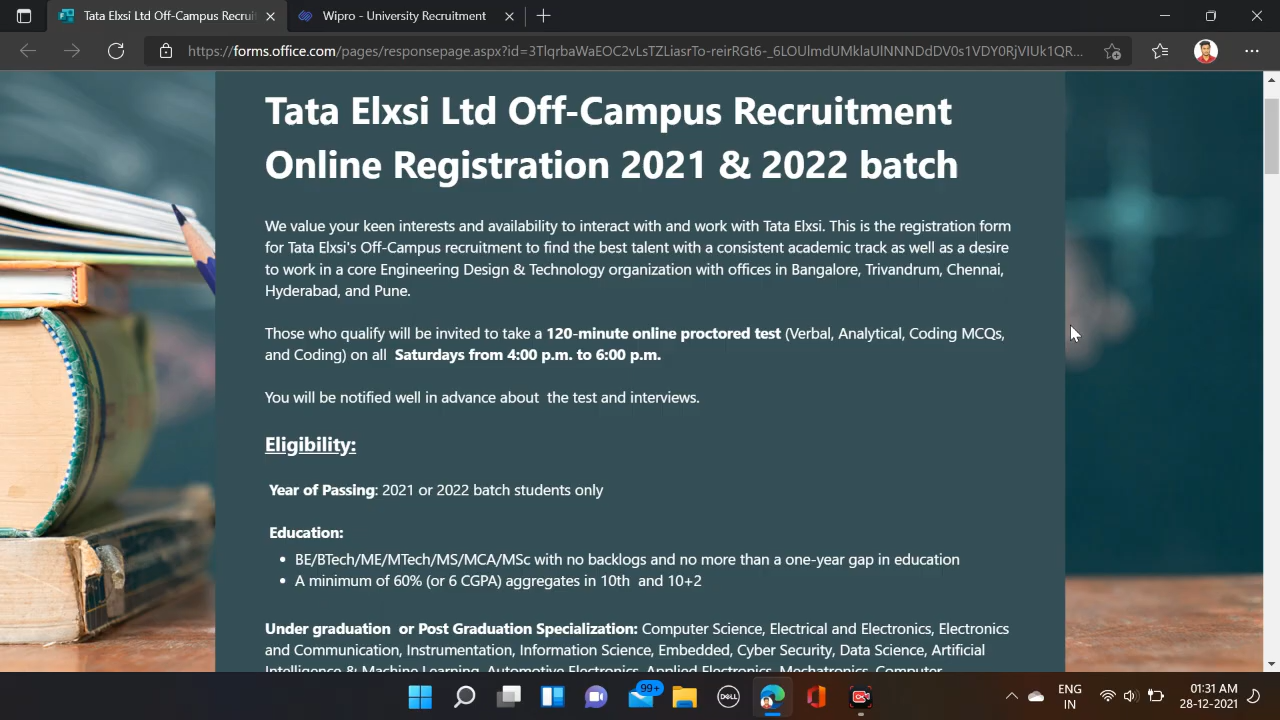 Tata Elxsi Ltd Off-Campus Recruit
Wipro - University Recruitment
https://forms.office.com/pages/responsepage.aspx?id=3TlqrbaWaEOC2vLsTZLiasrTo-reirRGt6-_6LOUlmdUMklaUlNNNDdDV0s1VDY0RjVIUk1QR...
Tata Elxsi Ltd Off-Campus Recruitment
Online Registration 2021 & 2022 batch
We value your keen interests and availability to interact with and work with Tata Elxsi. This is the registration form
for Tata Elxsi's Off-Campus recruitment to find the best talent with a consistent academic track as well as a desire
to work in a core Engineering Design & Technology organization with offices in Bangalore, Trivandrum, Chennai,
Hyderabad, and Pune.
Those who qualify will be invited to take a 120-minute online proctored test (Verbal, Analytical, Coding MCQs,
and Coding) on all Saturdays from 4:00 p.m. to 6:00 p.m.
You will be notified well in advance about the test and interviews.
Eligibility:
Year of Passing: 2021 or 2022 batch students only
Education:
• BE/BTech/ME/MTech/MS/MCA/MSc with no backlogs and no more than a one-year gap in education
• A minimum of 60% (or 6 CGPA) aggregates in 10th and 10+2
Under graduation or Post Graduation Specialization: Computer Science, Electrical and Electronics, Electronics
and Communication, Instrumentation, Information Science, Embedded, Cyber Security, Data Science, Artificial
Intelligence & Machine Learning, Automotive Electronics, Applied Electronics, Mechatronics, Computer
99+
DELL
ENG
IN
01:31 AM
28-12-2021